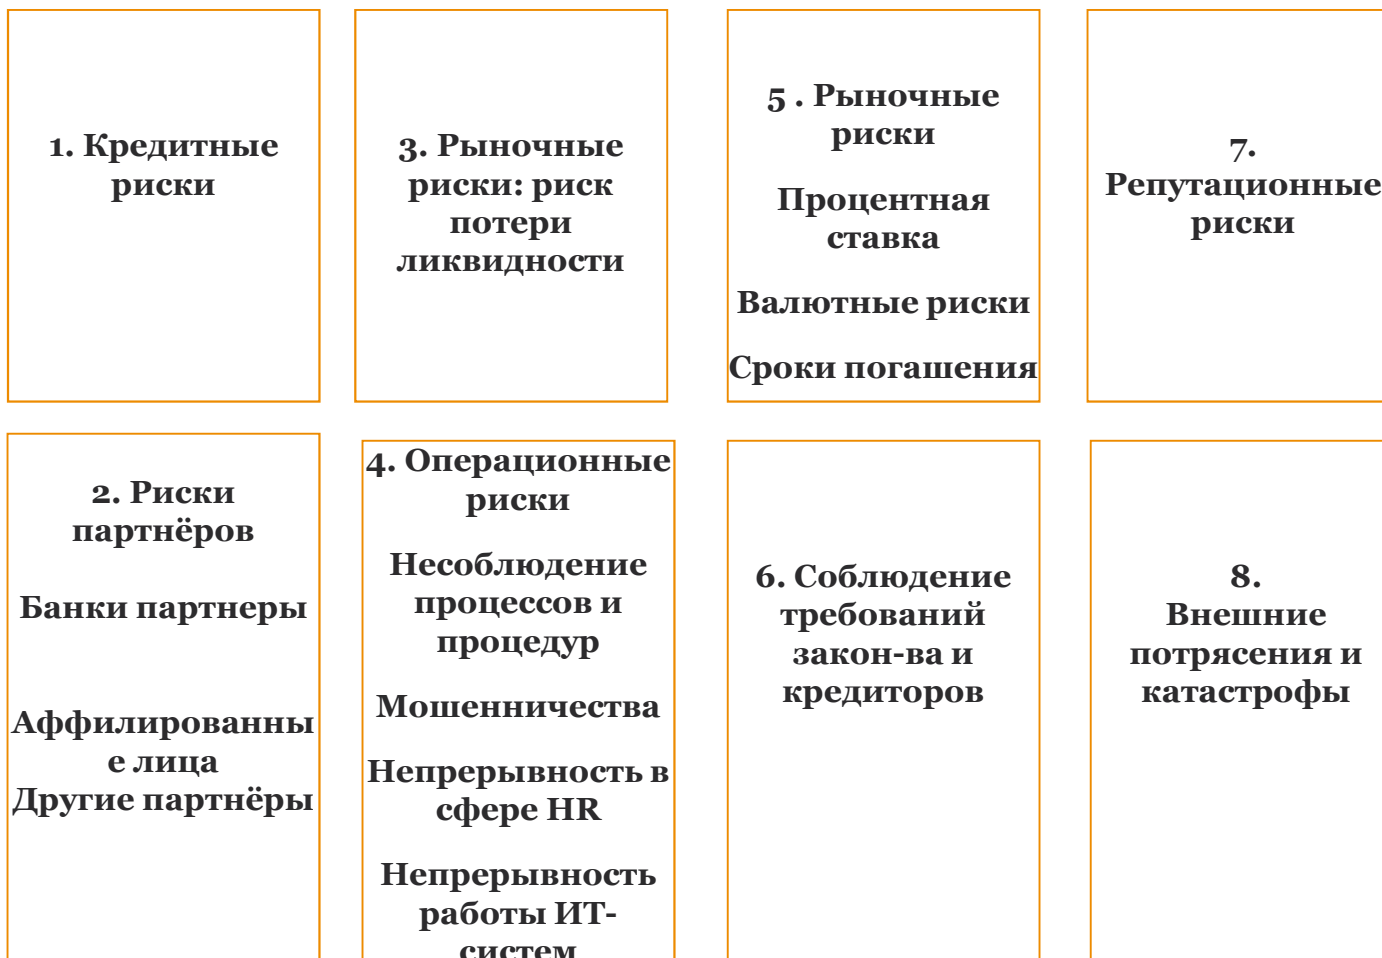 1. Кредитные
риски
2. Риски
партнёров
Банки партнеры
Аффилированны
е лица
Другие партнёры
3. Рыночные
риски: риск
потери
ликвидности
4. Операционные
риски
Несоблюдение
процессов и
процедур
Мошенничества
Непрерывность в
сфере HR
Непрерывность
работы ИТ-
систем
5 . Рыночные
риски
Процентная
ставка
Валютные риски
Сроки погашения
6. Соблюдение
требований
закон-ва и
кредиторов
7.
Репутационные
риски
8.
Внешние
потрясения и
катастрофы